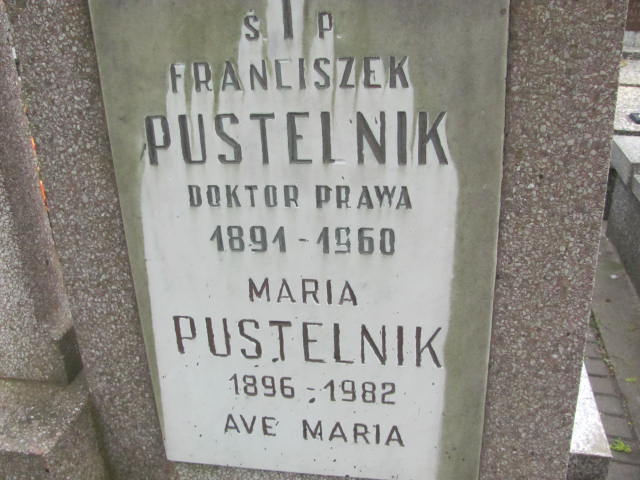 Ś P
FRANCISZEK
PUSTELNIK
DOKTOR PRAWA
1891 - 1960
MARIA
PUSTELNIK
1896 - 1982
AVE MARIA